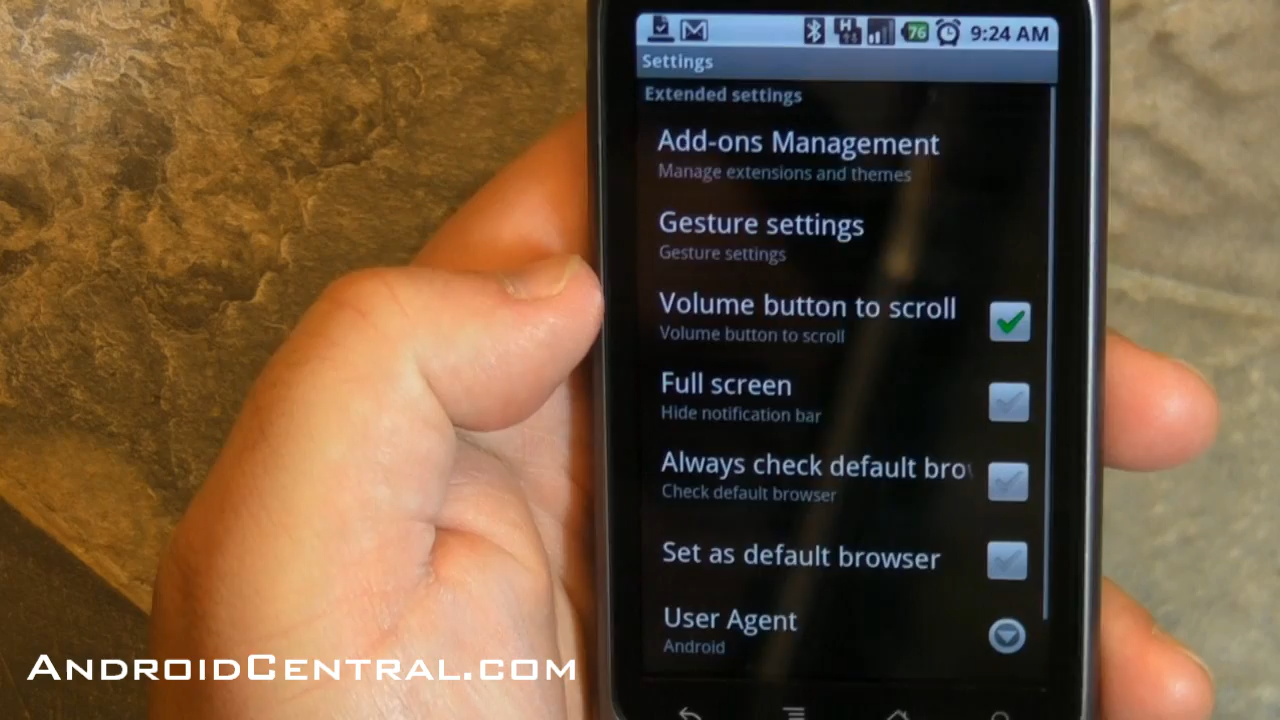 76 9:24 AM
Settings
Extended settings
Add-ons Management
Manage extensions and themes
Gesture settings
Gesture settings
Volume button to scroll
Volume button to scroll
Full screen
Hide notification bar
Always check default bro
Check default browser
Set as default browser
User Agent
Android
ANDROIDCENTRAL.COM